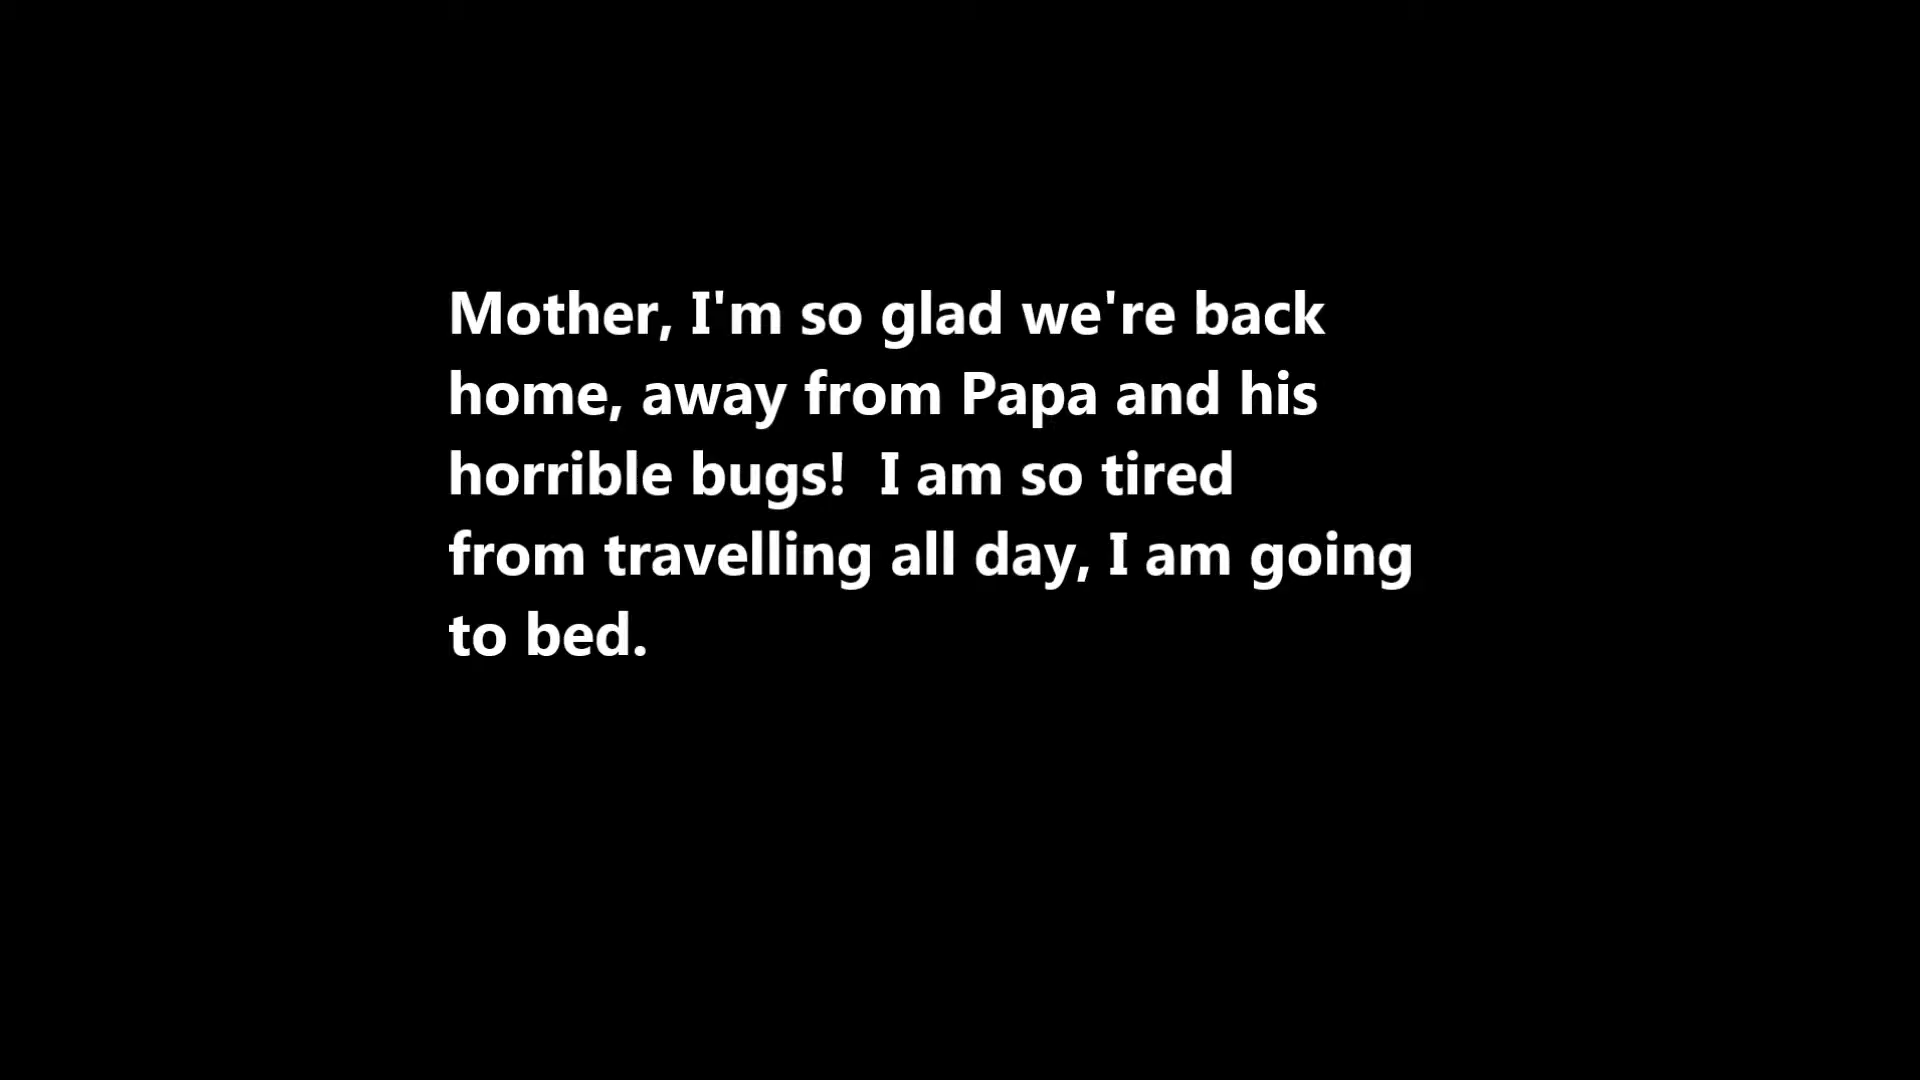 Mother, I'm so glad we're back
home, away from Papa and his
horrible bugs!  I am so tired
from travelling all day, I am going
to bed.